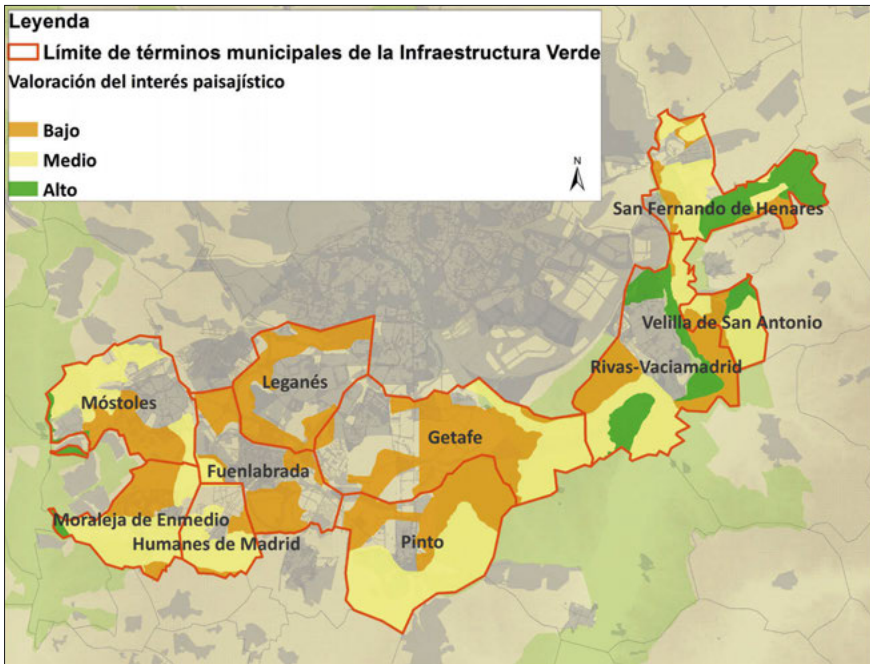 Leyenda
Límite de términos municipales de la Infraestructura Verde
Valoración del interés paisajístico
Bajo
Medio
Alto
N
San Fernando de Henares
Velilla de San Antonio
Rivas-Vaciamadrid
Leganés
Móstoles
Getafe
Fuenlabrada
Moraleja de Enmedio
Humanes de Madrid
Pinto